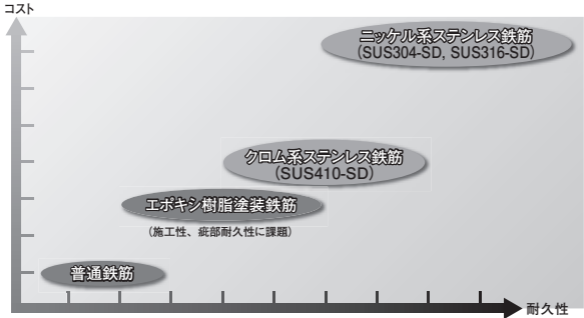 コスト
ニッケル系ステンレス鉄筋
(SUS304-SD, SUS316-SD)
クロム系ステンレス鉄筋
(SUS410-SD)
エポキシ樹脂塗装鉄筋
(施工性、疵部耐久性に課題)
普通鉄筋
耐久性